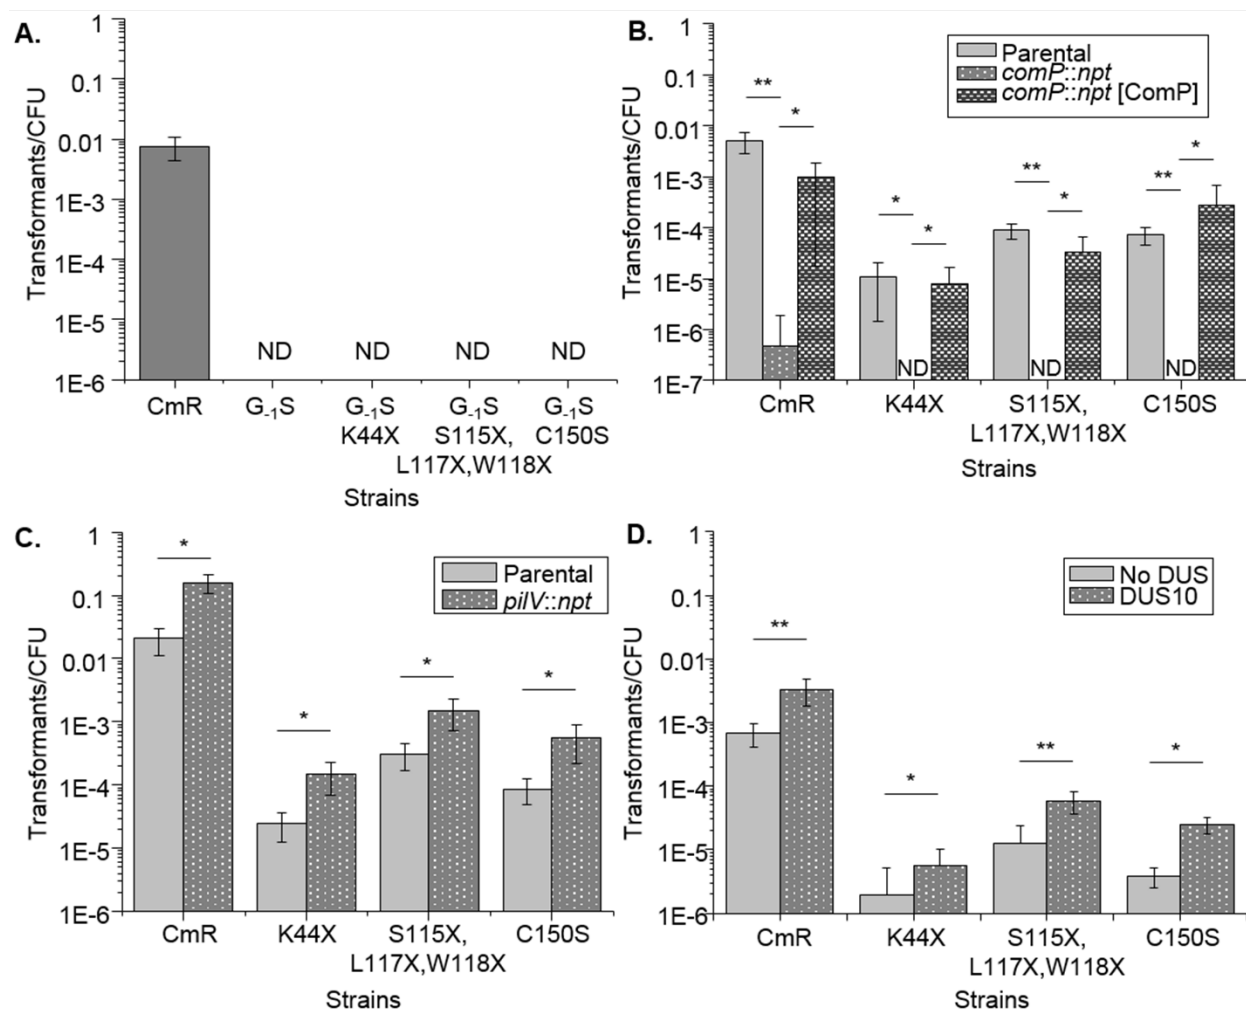 A.
Transformants/CFU
1
0.1
0.01
1E-3
1E-4
1E-5
1E-6
ND ND ND ND
CmR G-1S G-1S G-1S G-1S
K44X S115X, C150S
L117X,W118X
Strains
B.
Transformants/CFU
1
0.1
0.01
1E-3
1E-4
1E-5
1E-6
1E-7
Parental
comP::npt
comP::npt [ComP]
** * * * ** * ** *
ND ND ND
CmR K44X S115X, C150S
L117X,W118X
Strains
C.
Transformants/CFU
1
0.1
0.01
1E-3
1E-4
1E-5
1E-6
Parental
pilV::npt
* * * *
CmR K44X S115X, C150S
L117X,W118X
Strains
D.
Transformants/CFU
1
0.1
0.01
1E-3
1E-4
1E-5
1E-6
No DUS
DUS10
** * ** *
CmR K44X S115X, C150S
L117X,W118X
Strains